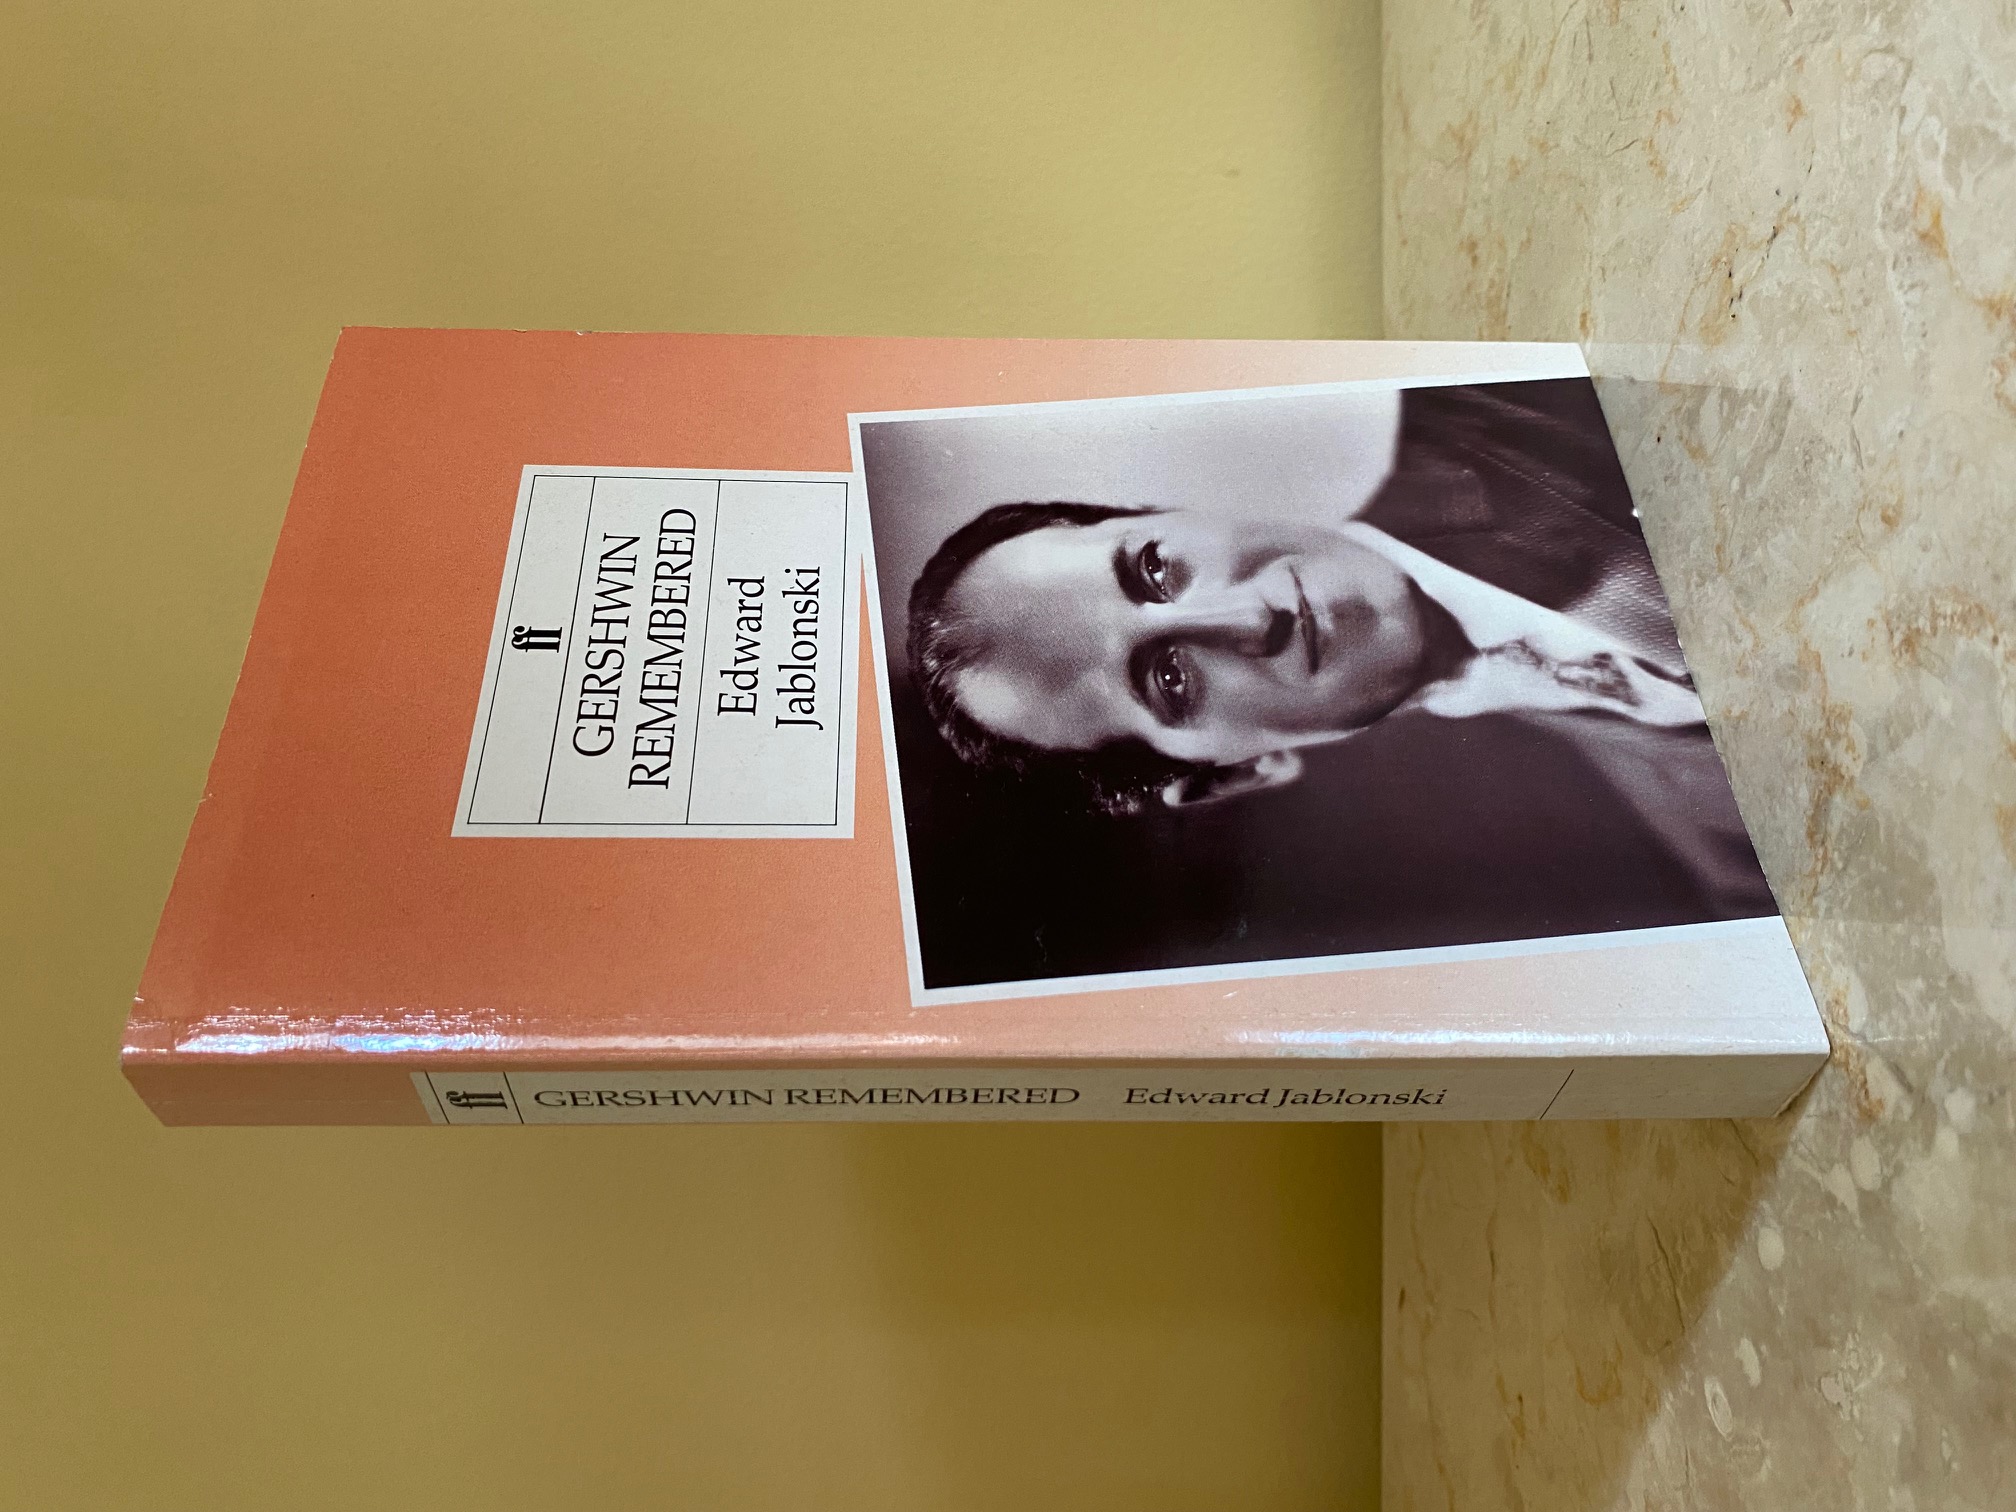 ff
GERSHWIN
REMEMBERED
Edward
Jablonski
ff GERSHWIN REMEMBERED Edward Jablonski